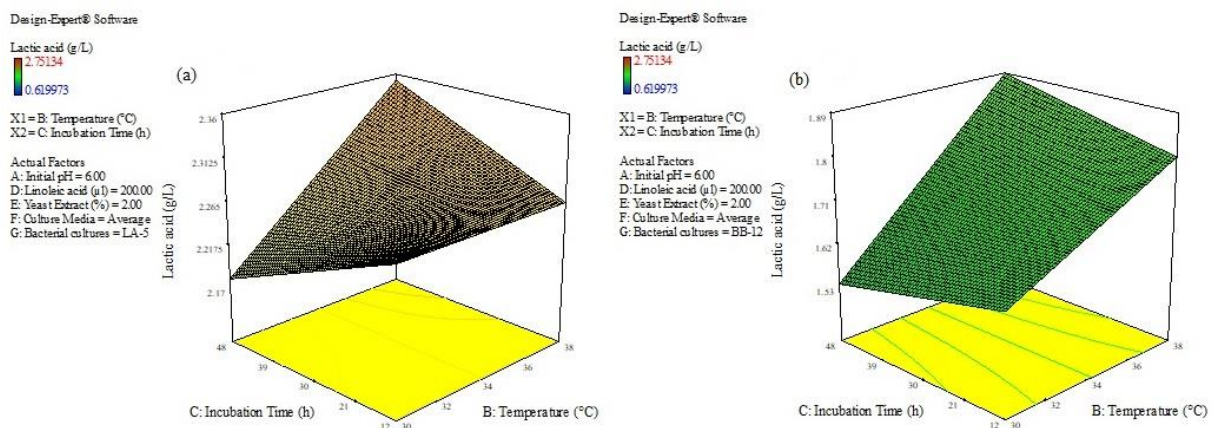 Design-Expert® Software
Lactic acid (g/L)
2.75134
0.619973
X1 = B: Temperature (°C)
X2 = C: Incubation Time (h)
Actual Factors
A: Initial pH = 6.00
D: Linoleic acid (µl) = 200.00
E: Yeast Extract (%) = 2.00
F: Culture Media = Average
G: Bacterial cultures = LA-5
(a)
2.36
2.3125
2.265
2.2175
2.17
Lactic acid (g/L)
48
39
30
21
12
C: Incubation Time (h)
30
32
34
36
38
B: Temperature (°C)
Design-Expert® Software
Lactic acid (g/L)
2.75134
0.619973
X1 = B: Temperature (°C)
X2 = C: Incubation Time (h)
Actual Factors
A: Initial pH = 6.00
D: Linoleic acid (µl) = 200.00
E: Yeast Extract (%) = 2.00
F: Culture Media = Average
G: Bacterial cultures = BB-12
(b)
1.89
1.8
1.71
1.62
1.53
Lactic acid (g/L)
48
39
30
21
12
C: Incubation Time (h)
30
32
34
36
38
B: Temperature (°C)